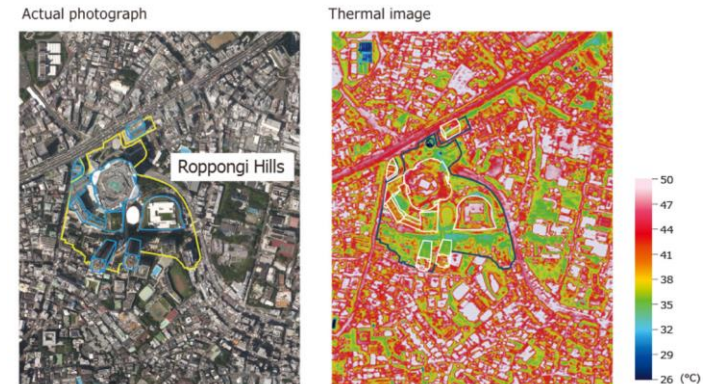 Actual photograph
Thermal image
Roppongi Hills
50
47
44
41
38
35
32
29
26 (°C)